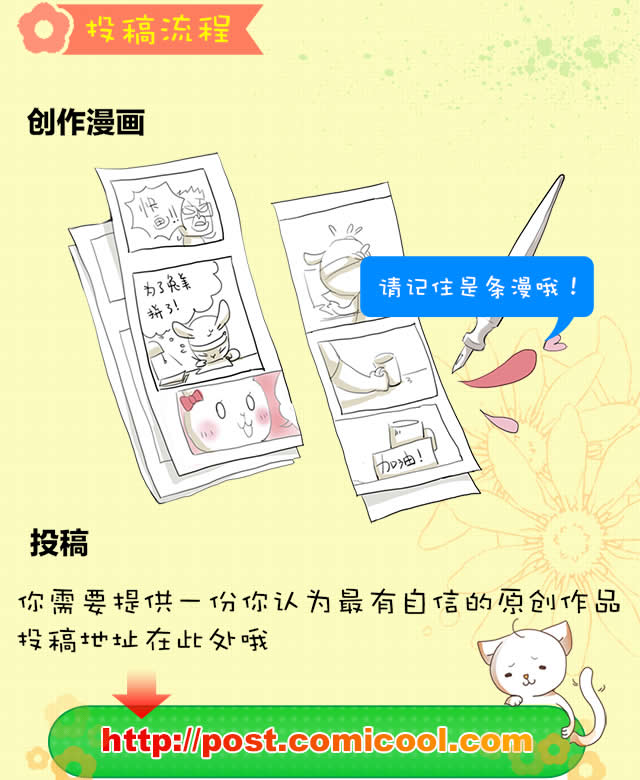 投稿流程
创作漫画
快
画!!
为了兔美
拼了!
请记住是条漫哦！
加油!
投稿
你需要提供一份你认为最有自信的原创作品
投稿地址在此处哦
http://post.comicool.com